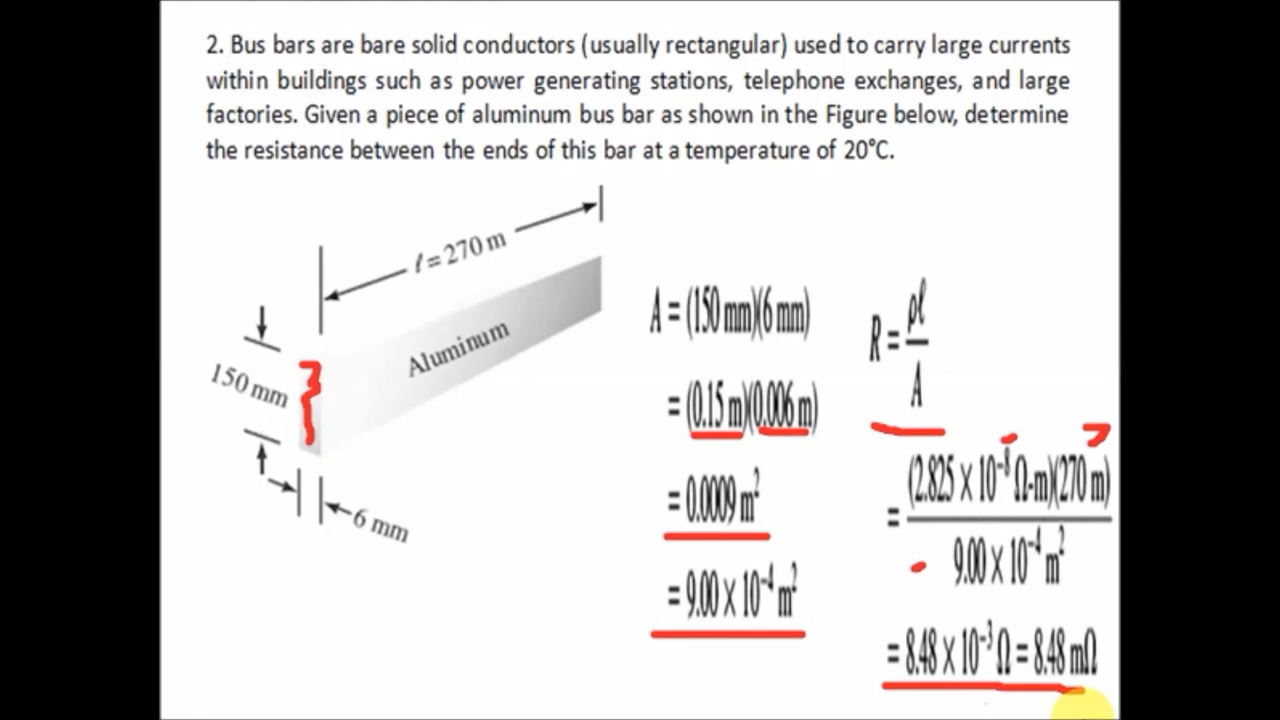 2. Bus bars are bare solid conductors (usually rectangular) used to carry large currents
within buildings such as power generating stations, telephone exchanges, and large
factories. Given a piece of aluminum bus bar as shown in the Figure below, determine
the resistance between the ends of this bar at a temperature of 20°C.
ℓ = 270 m
Aluminum
150 mm
6 mm
A = (150 mm)(6 mm)
= (0.15 m)(0.006 m)
= 0.0009 m²
= 9.00 × 10⁻⁴ m²
R = ρℓ
A
= (2.825 × 10⁻⁸ Ω-m)(270 m)
9.00 × 10⁻⁴ m²
= 8.48 × 10⁻³ Ω = 8.48 mΩ